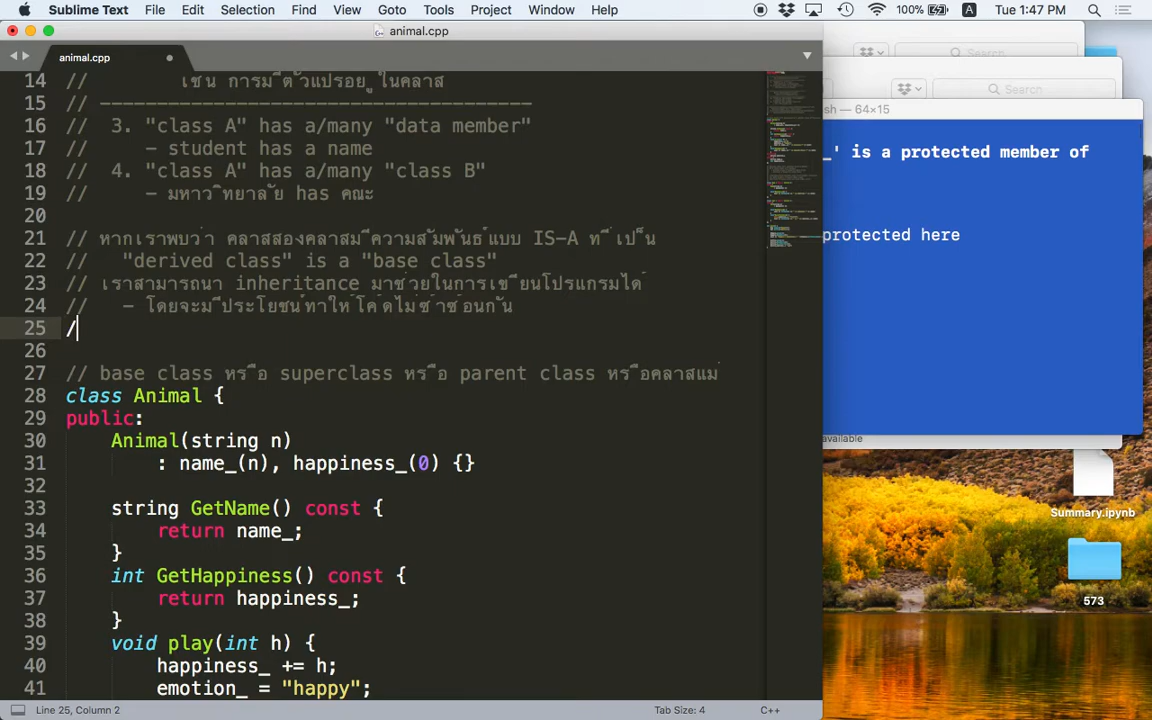 Sublime Text File Edit Selection Find View Goto Tools Project Window Help 100% A Tue 1:47 PM
animal.cpp
animal.cpp
Search
Search
14 // เช่น การมีตัวแปรอยู่ในคลาส
15 // --------------------------------------
16 // 3. "class A" has a/many "data member"
17 // - student has a name
18 // 4. "class A" has a/many "class B"
19 // - มหาวิทยาลัย has คณะ
20
21 // หากเราพบว่า คลาสสองคลาสมีความสัมพันธ์แบบ IS-A ที่เป็น
22 // "derived class" is a "base class"
23 // เราสามารถนำ inheritance มาช่วยในการเขียนโปรแกรมได้
24 // - โดยจะมีประโยชน์ทำให้โค้ดไม่ซ้ำซ้อนกัน
25 /
26
27 // base class หรือ superclass หรือ parent class หรือคลาสแม่
28 class Animal {
29 public:
30 Animal(string n)
31 : name_(n), happiness_(0) {}
32
33 string GetName() const {
34 return name_;
35 }
36 int GetHappiness() const {
37 return happiness_;
38 }
39 void play(int h) {
40 happiness_ += h;
41 emotion_ = "happy";
sh — 64×15
_' is a protected member of
protected here
available
Summary.ipynb
573
Line 25, Column 2 Tab Size: 4 C++